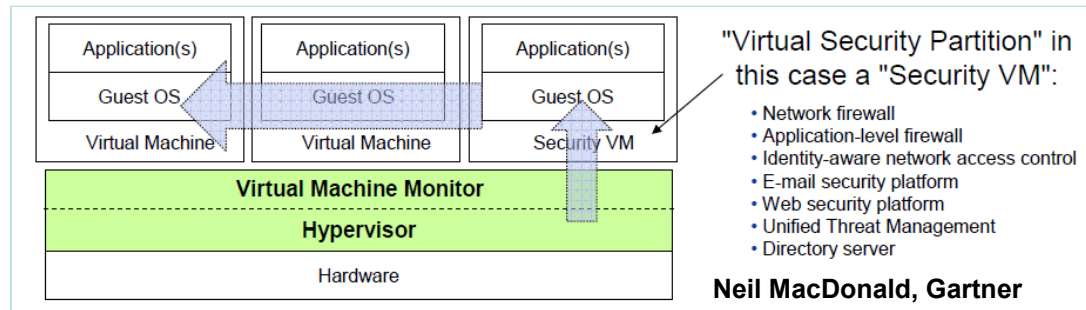 Application(s)
Guest OS
Virtual Machine
Application(s)
Guest OS
Virtual Machine
Application(s)
Guest OS
Security VM
Virtual Machine Monitor
Hypervisor
Hardware
"Virtual Security Partition" in
this case a "Security VM":
• Network firewall
• Application-level firewall
• Identity-aware network access control
• E-mail security platform
• Web security platform
• Unified Threat Management
• Directory server
Neil MacDonald, Gartner